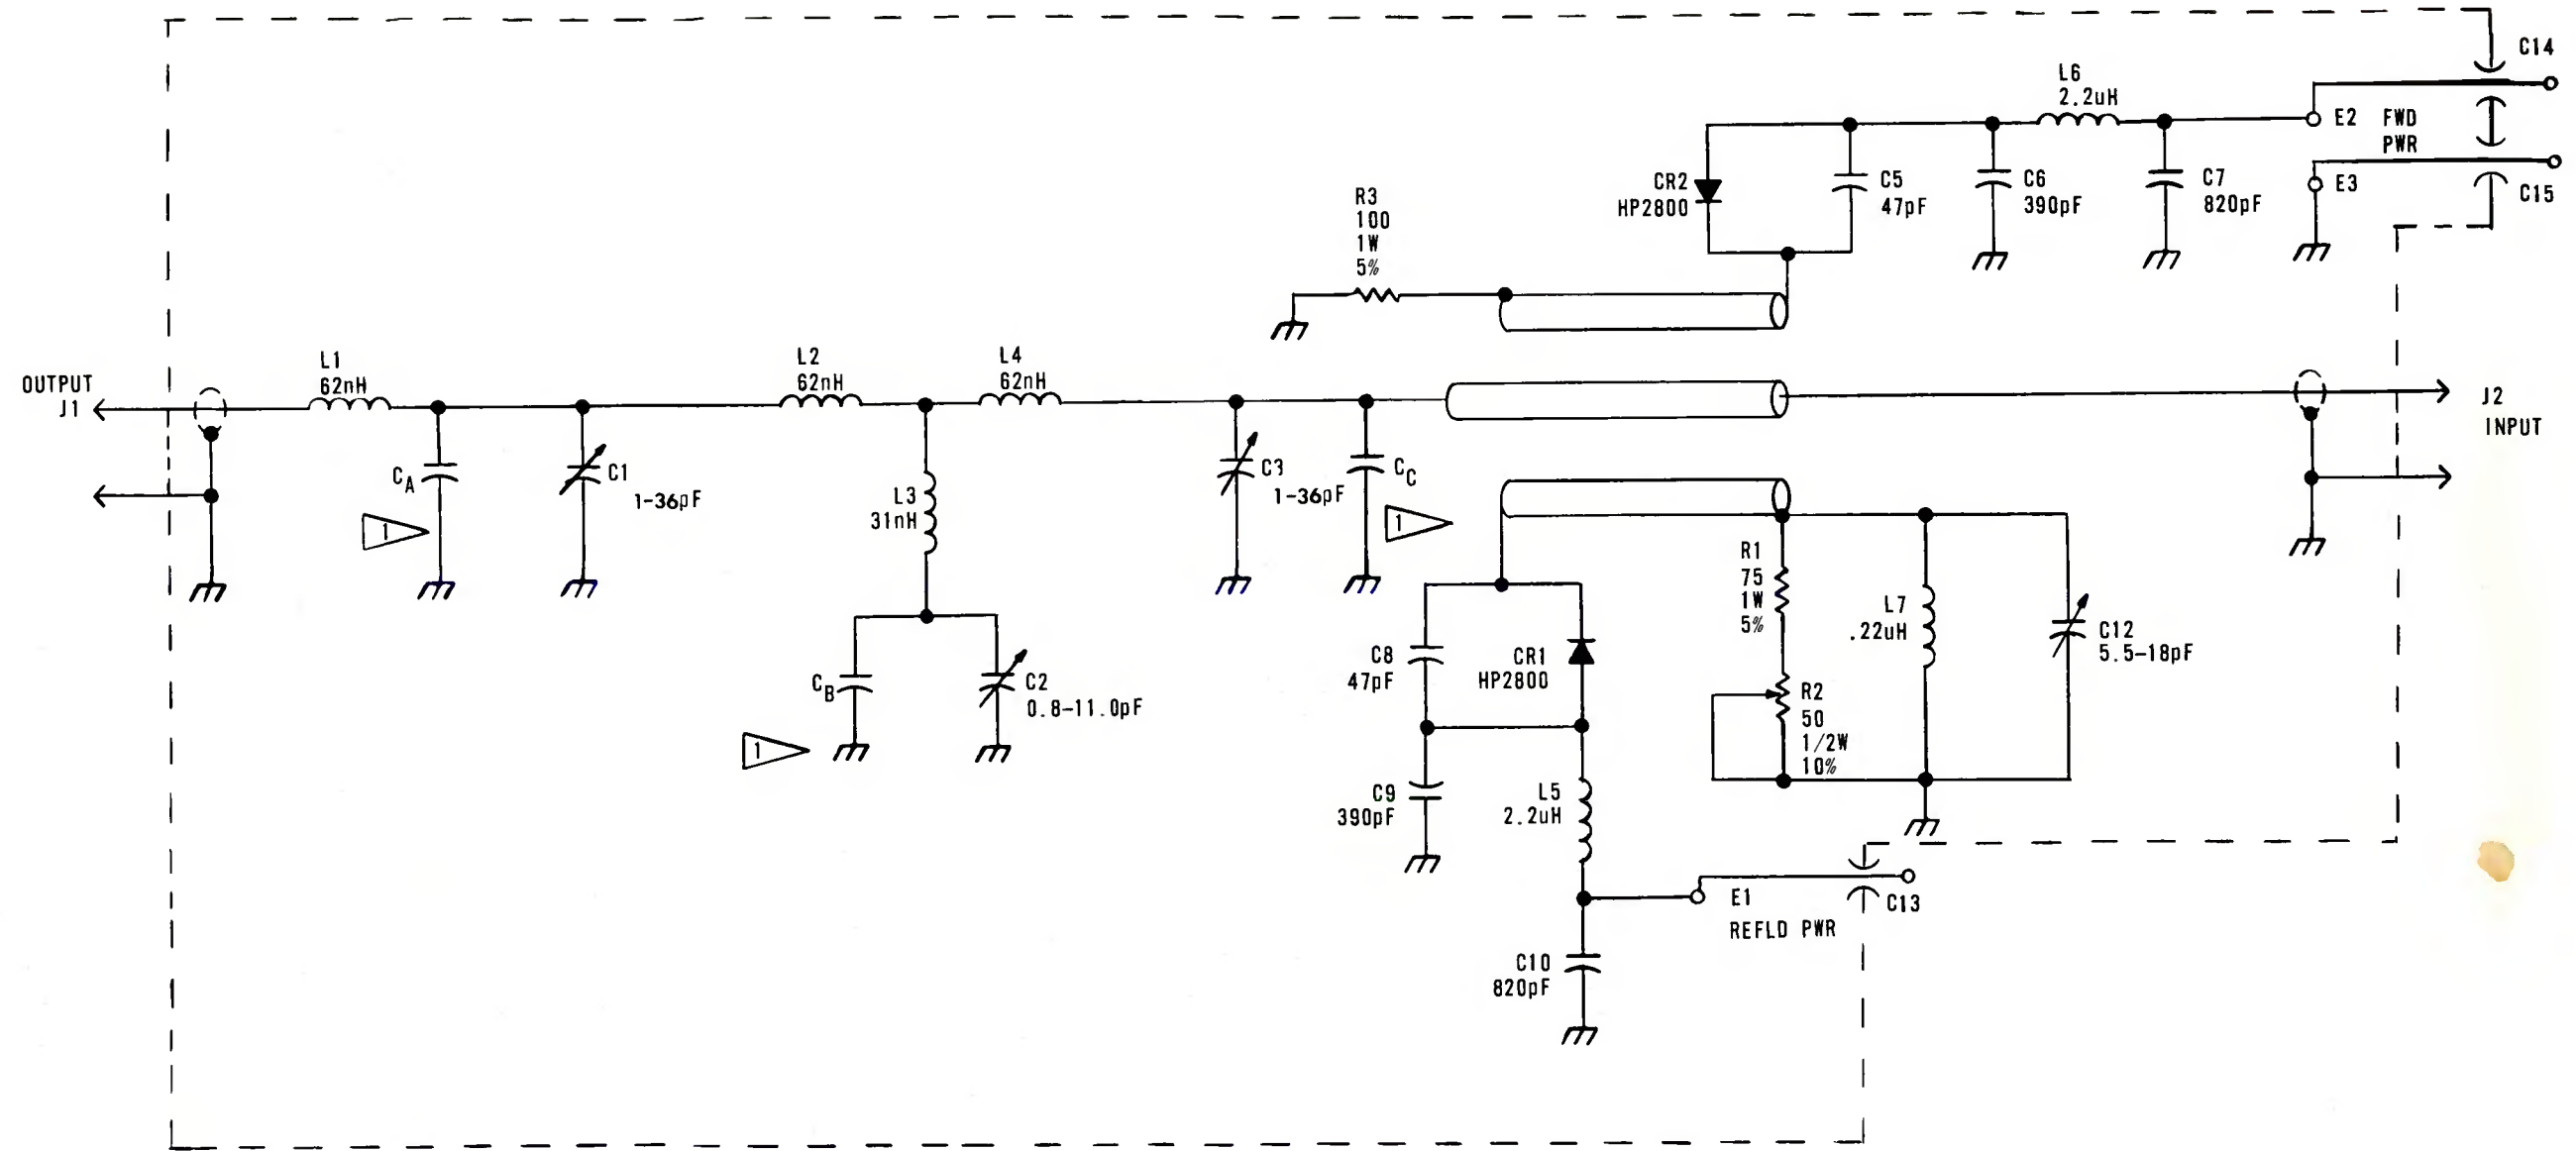 C14
L6
2.2uH
E2 FWD
PWR
CR2
HP2800
C5
47pF
C6
390pF
C7
820pF
E3
C15
R3
100
1W
5%
OUTPUT
J1
L1
62nH
L2
62nH
L4
62nH
J2
INPUT
CA
C1
1-36pF
1
L3
31nH
C3
1-36pF
CC
1
R1
75
1W
5%
L7
.22uH
C12
5.5-18pF
CB
C2
0.8-11.0pF
1
C8
47pF
CR1
HP2800
R2
50
1/2W
10%
C9
390pF
L5
2.2uH
E1
REFLD PWR
C13
C10
820pF